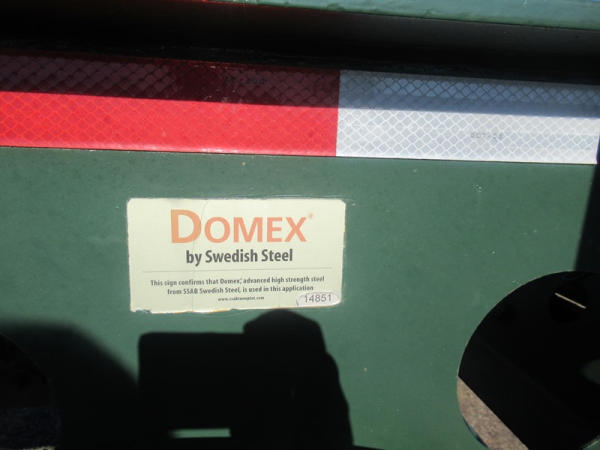 DOMEX®
by Swedish Steel
This sign confirms that Domex, advanced high strength steel
from SSAB Swedish Steel, is used in this application
14851